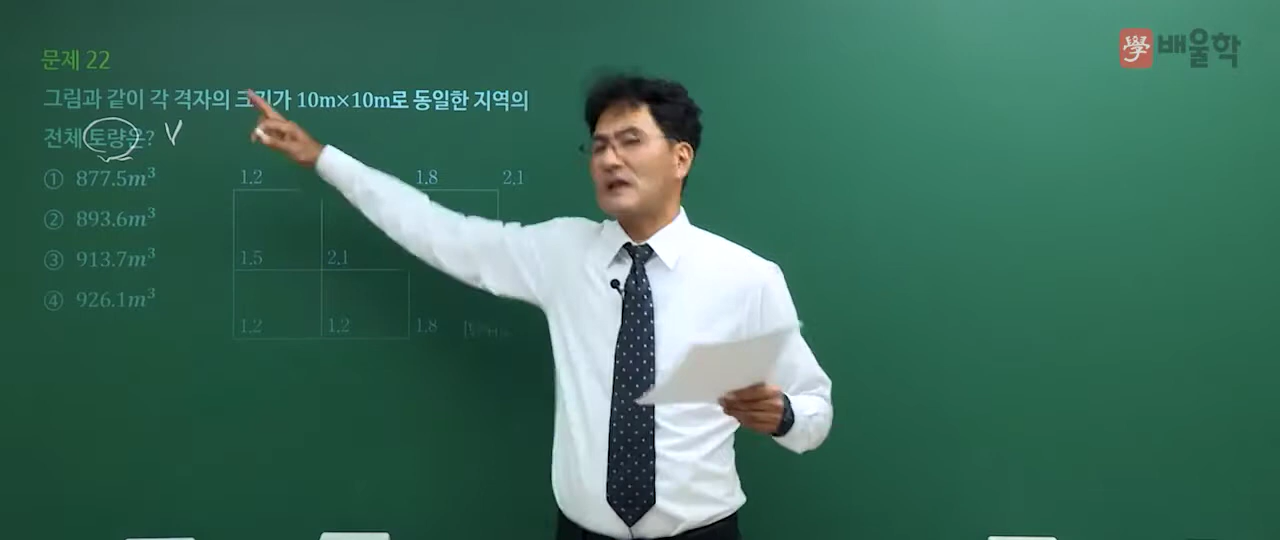 學 배울학
문제 22
그림과 같이 각 격자의 크기가 10m×10m로 동일한 지역의
전체 토량은? V
① 877.5m³
② 893.6m³
③ 913.7m³
④ 926.1m³
1.2 1.8 2.1
1.5 2.1
1.2 1.2 1.8